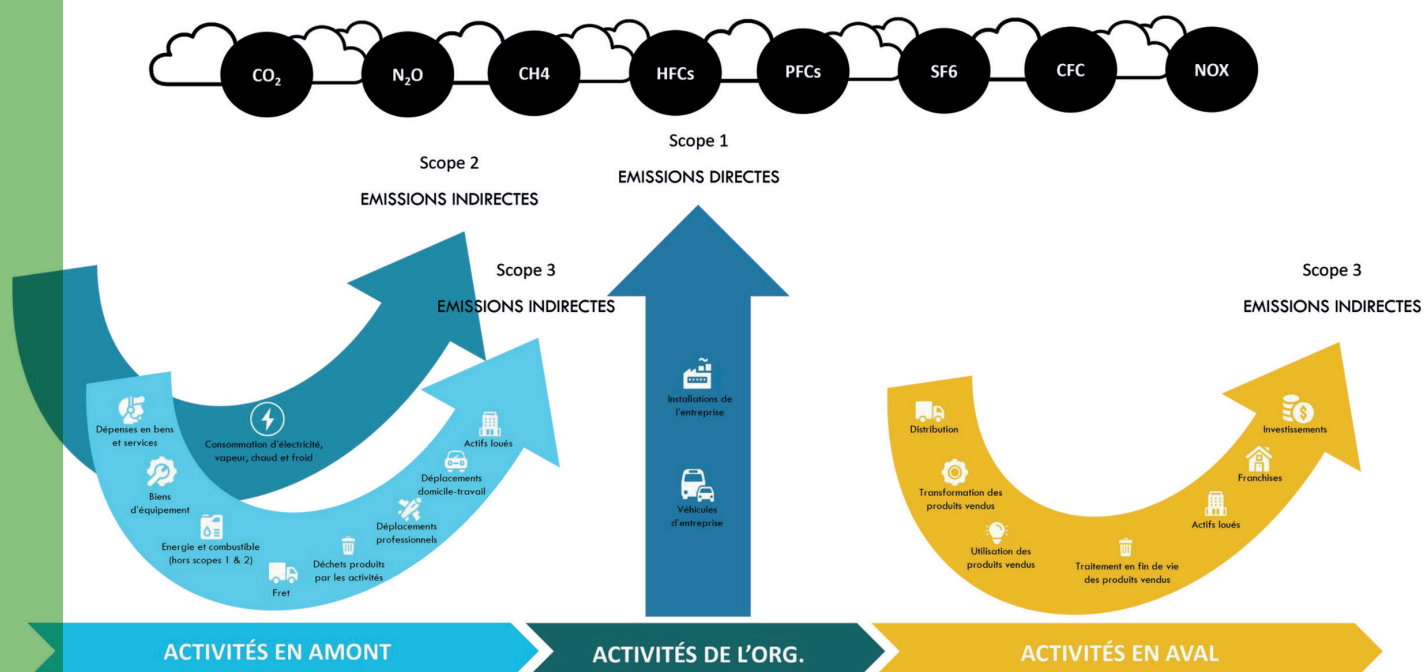 CO₂
N₂O
CH4
HFCs
PFCs
SF6
CFC
NOX
Scope 1
EMISSIONS DIRECTES
Scope 2
EMISSIONS INDIRECTES
Scope 3
EMISSIONS INDIRECTES
Scope 3
EMISSIONS INDIRECTES
Dépenses en bens
et services
Biens
d'équipement
Energie et combustible
(hors scopes 1 & 2)
Fret
Déchets produits
par les activités
Déplacements
professionnels
Déplacements
domicile-travail
Actifs loués
Consommation d'électricité,
vapeur, chaud et froid
Installations de
l'entreprise
Véhicules
d'entreprise
Distribution
Transformation des
produits vendus
Utilisation des
produits vendus
Traitement en fin de vie
des produits vendus
Actifs loués
Franchises
Investissements
ACTIVITÉS EN AMONT
ACTIVITÉS DE L'ORG.
ACTIVITÉS EN AVAL